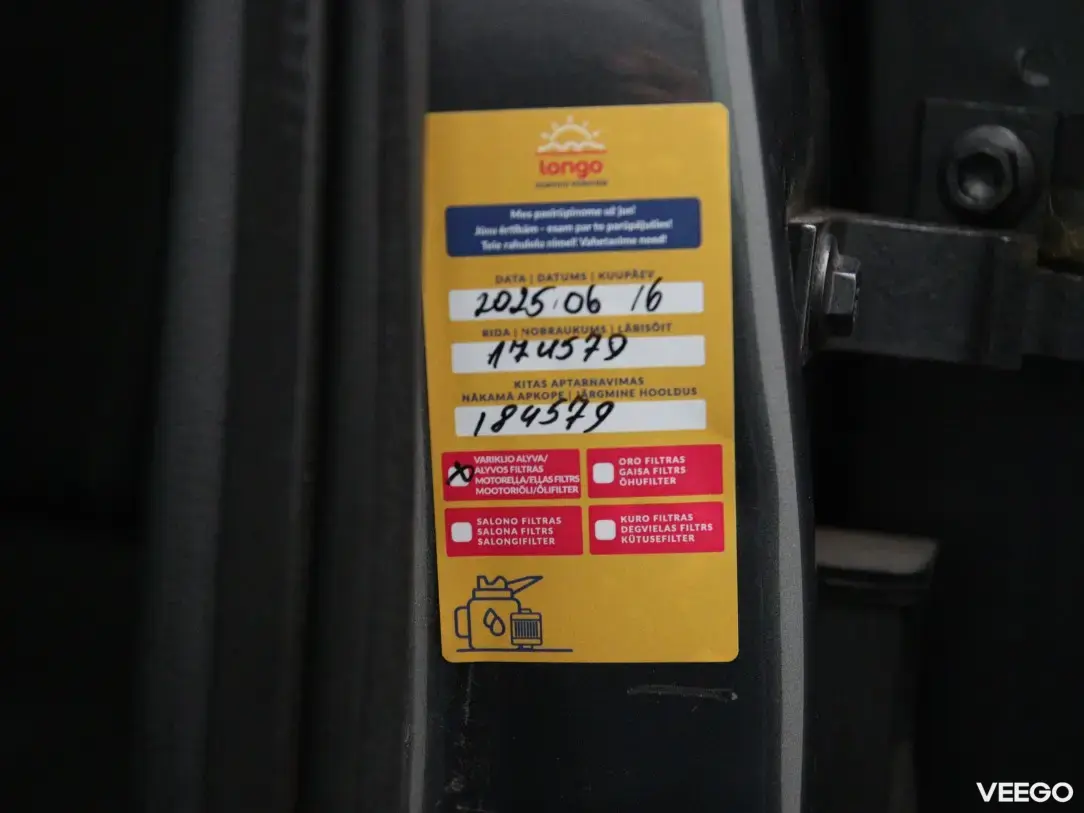 longo
Mes pasirūpinome už jus!
Jūsu ērtībām - esam par to parūpējušies!
Teie rahulolu nimel! Vahetasime need!
DATA | DATUMS | KUUPÄEV
2025.06 16
RIDA | NOBRAUKUMS | LÄBISÕIT
174579
KITAS APTARNAVIMAS
NĀKAMĀ APKOPE | JÄRGMINE HOOLDUS
184579
X
VARIKLIO ALYVA/
ALYVOS FILTRAS
MOTOREĻĻA/EĻĻAS FILTRS
MOOTORIÕLI/ÕLIFILTER
ORO FILTRAS
GAISA FILTRS
ÕHUFILTER
SALONO FILTRAS
SALONA FILTRS
SALONGIFILTER
KURO FILTRAS
DEGVIELAS FILTRS
KÜTUSEFILTER
VEEGO